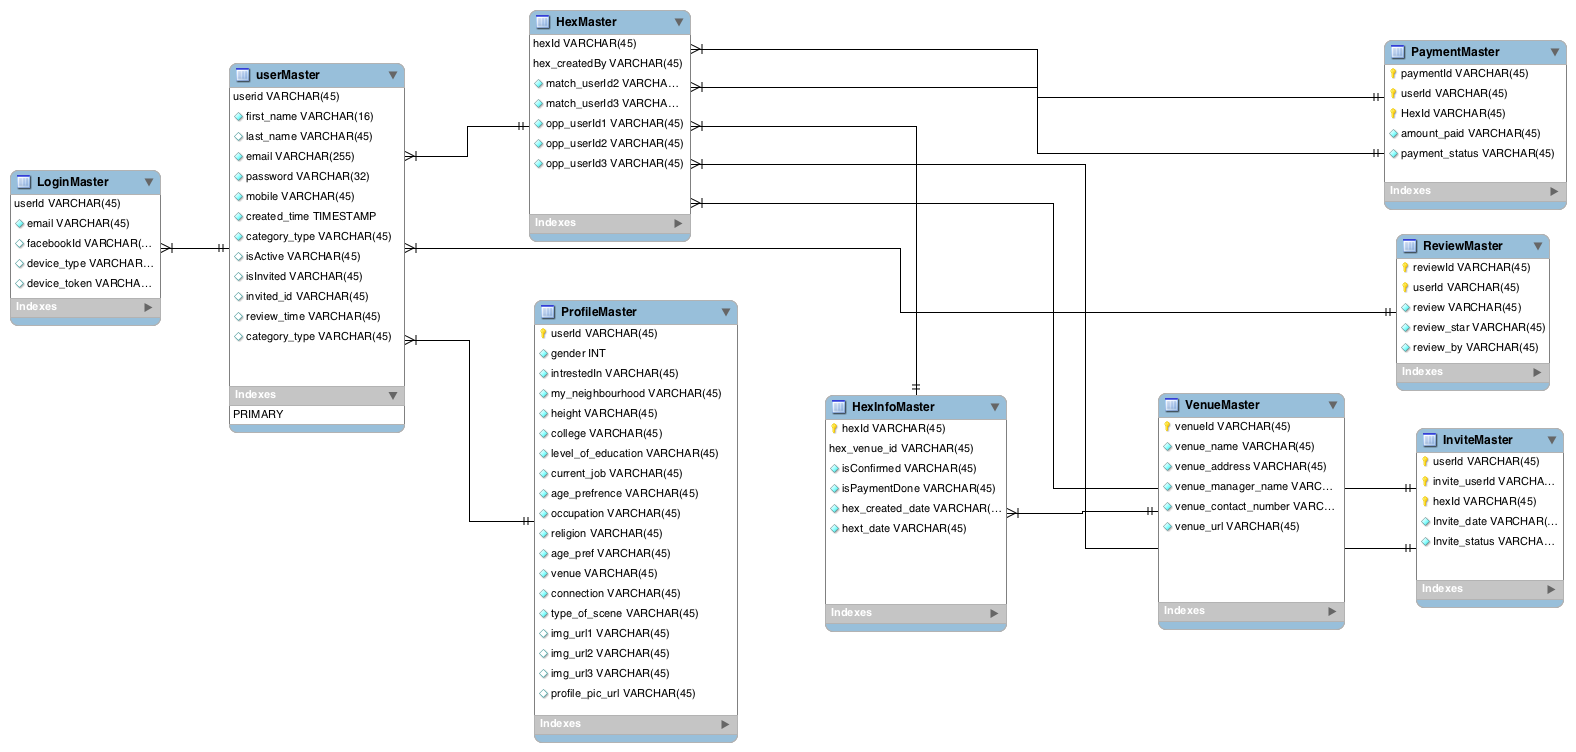 LoginMaster
userId VARCHAR(45)
email VARCHAR(45)
facebookId VARCHAR(...
device_type VARCHAR...
device_token VARCHA...
Indexes
userMaster
userid VARCHAR(45)
first_name VARCHAR(16)
last_name VARCHAR(45)
email VARCHAR(255)
password VARCHAR(32)
mobile VARCHAR(45)
created_time TIMESTAMP
category_type VARCHAR(45)
isActive VARCHAR(45)
isInvited VARCHAR(45)
invited_id VARCHAR(45)
review_time VARCHAR(45)
category_type VARCHAR(45)
Indexes
PRIMARY
HexMaster
hexId VARCHAR(45)
hex_createdBy VARCHAR(45)
match_userId2 VARCHA...
match_userId3 VARCHA...
opp_userId1 VARCHAR(45)
opp_userId2 VARCHAR(45)
opp_userId3 VARCHAR(45)
Indexes
ProfileMaster
userId VARCHAR(45)
gender INT
intrestedIn VARCHAR(45)
my_neighbourhood VARCHAR(45)
height VARCHAR(45)
college VARCHAR(45)
level_of_education VARCHAR(45)
current_job VARCHAR(45)
age_prefrence VARCHAR(45)
occupation VARCHAR(45)
religion VARCHAR(45)
age_pref VARCHAR(45)
venue VARCHAR(45)
connection VARCHAR(45)
type_of_scene VARCHAR(45)
img_url1 VARCHAR(45)
img_url2 VARCHAR(45)
img_url3 VARCHAR(45)
profile_pic_url VARCHAR(45)
Indexes
HexInfoMaster
hexId VARCHAR(45)
hex_venue_id VARCHAR(45)
isConfirmed VARCHAR(45)
isPaymentDone VARCHAR(45)
hex_created_date VARCHAR(...
hext_date VARCHAR(45)
Indexes
VenueMaster
venueId VARCHAR(45)
venue_name VARCHAR(45)
venue_address VARCHAR(45)
venue_manager_name VARC...
venue_contact_number VARC...
venue_url VARCHAR(45)
Indexes
PaymentMaster
paymentId VARCHAR(45)
userId VARCHAR(45)
HexId VARCHAR(45)
amount_paid VARCHAR(45)
payment_status VARCHAR(45)
Indexes
ReviewMaster
reviewId VARCHAR(45)
userId VARCHAR(45)
review VARCHAR(45)
review_star VARCHAR(45)
review_by VARCHAR(45)
Indexes
InviteMaster
userId VARCHAR(45)
invite_userId VARCHA...
hexId VARCHAR(45)
Invite_date VARCHAR(...
Invite_status VARCHA...
Indexes